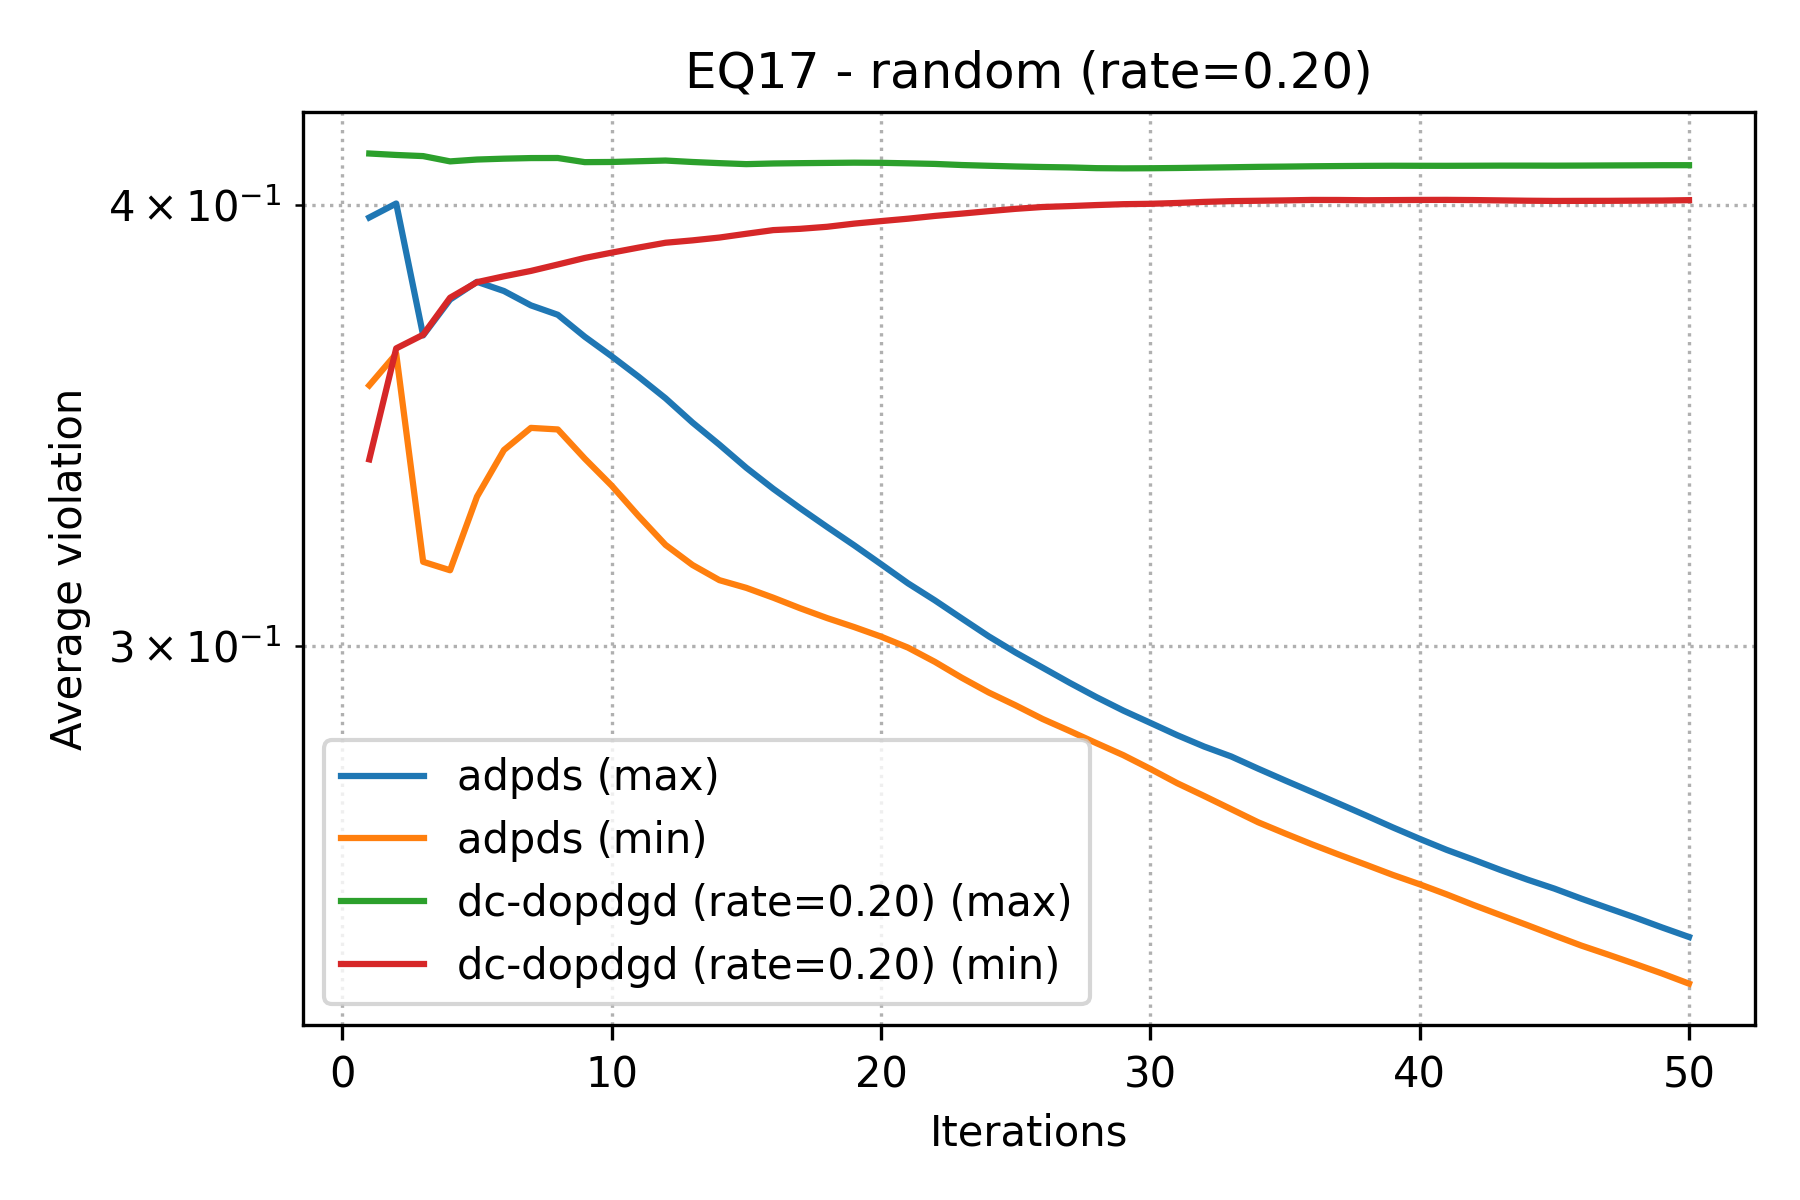 EQ17 - random (rate=0.20)
4 × 10⁻¹
3 × 10⁻¹
Average violation
adpds (max)
adpds (min)
dc-dopdgd (rate=0.20) (max)
dc-dopdgd (rate=0.20) (min)
0 10 20 30 40 50
Iterations